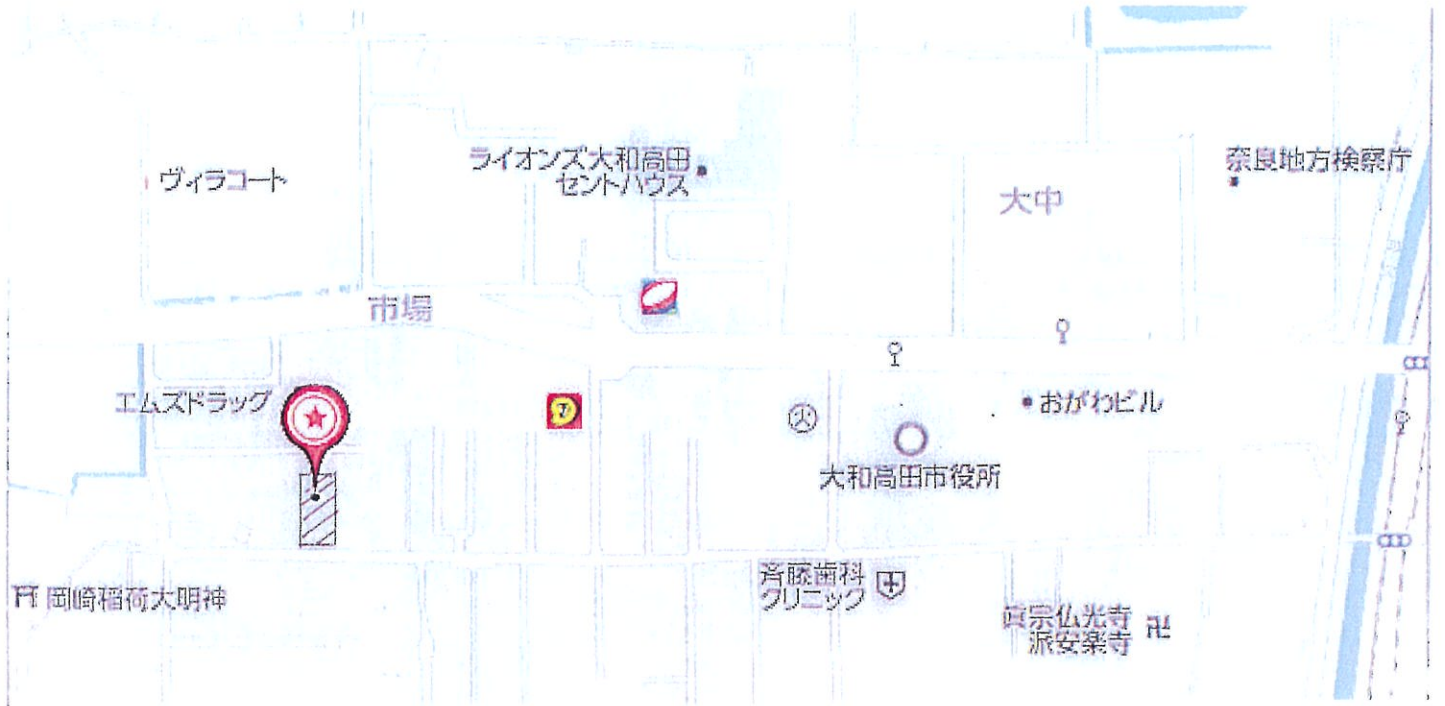 ライオンズ大和高田
セントハウス
奈良地方検察庁
ヴィラコート
大中
市場
エムズドラッグ
おがわビル
火
大和高田市役所
斉藤歯科
クリニック
岡崎稲荷大明神
眞宗仏光寺
派安楽寺